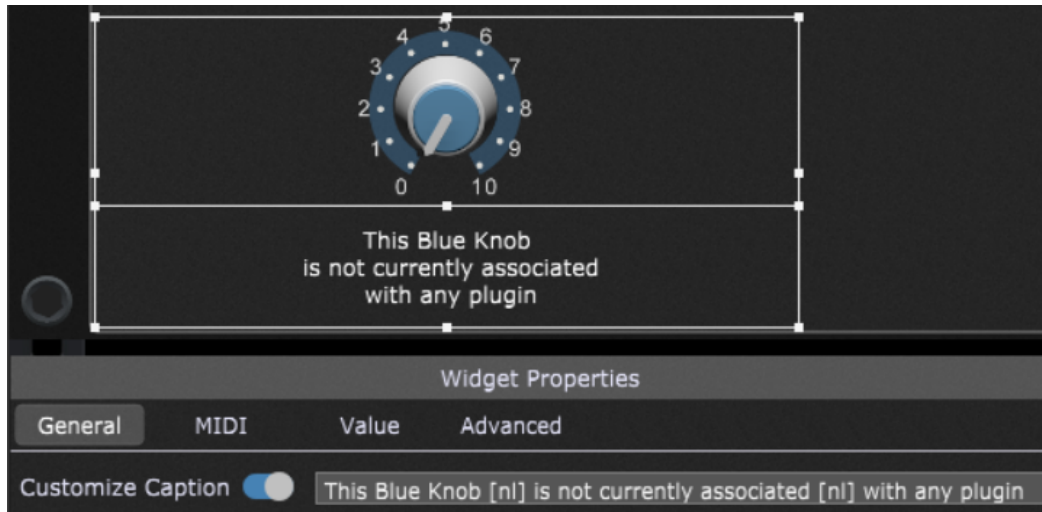 4 5 6
3 7
2 8
1 9
0 10
This Blue Knob
is not currently associated
with any plugin
Widget Properties
General MIDI Value Advanced
Customize Caption This Blue Knob [nl] is not currently associated [nl] with any plugin